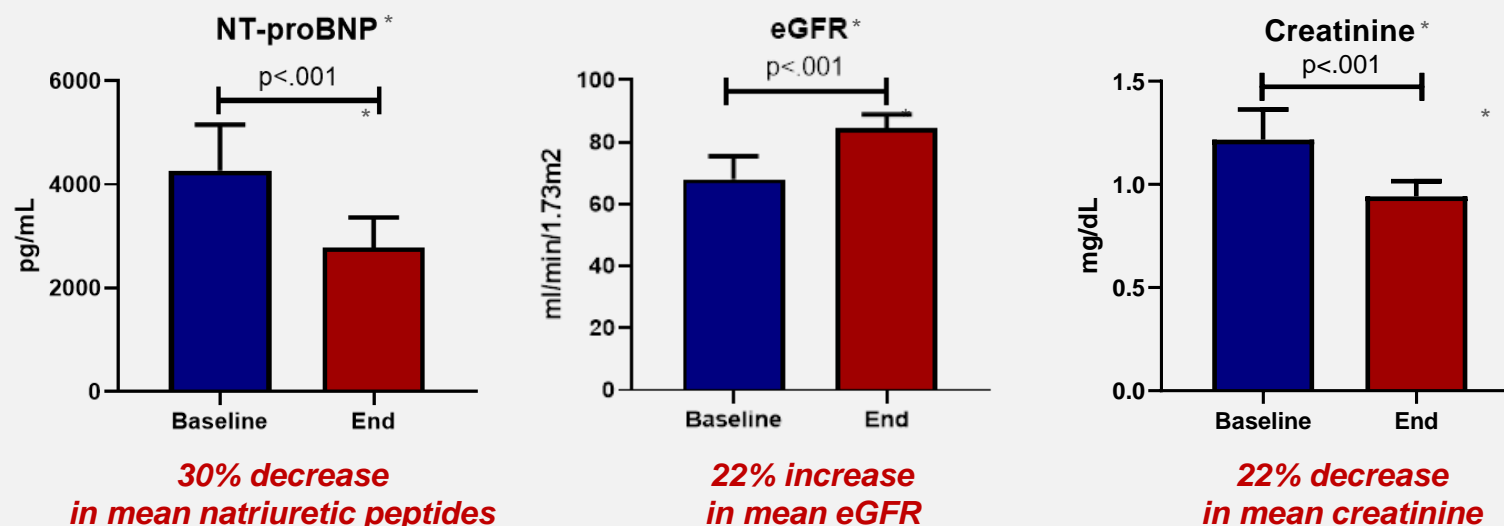 NT-proBNP *
p<.001
*
6000
4000
2000
0
pg/mL
Baseline End
30% decrease
in mean natriuretic peptides
eGFR *
p<.001
*
100
80
60
40
20
0
ml/min/1.73m2
Baseline End
22% increase
in mean eGFR
Creatinine *
p<.001
*
1.5
1.0
0.5
0.0
mg/dL
Baseline End
22% decrease
in mean creatinine